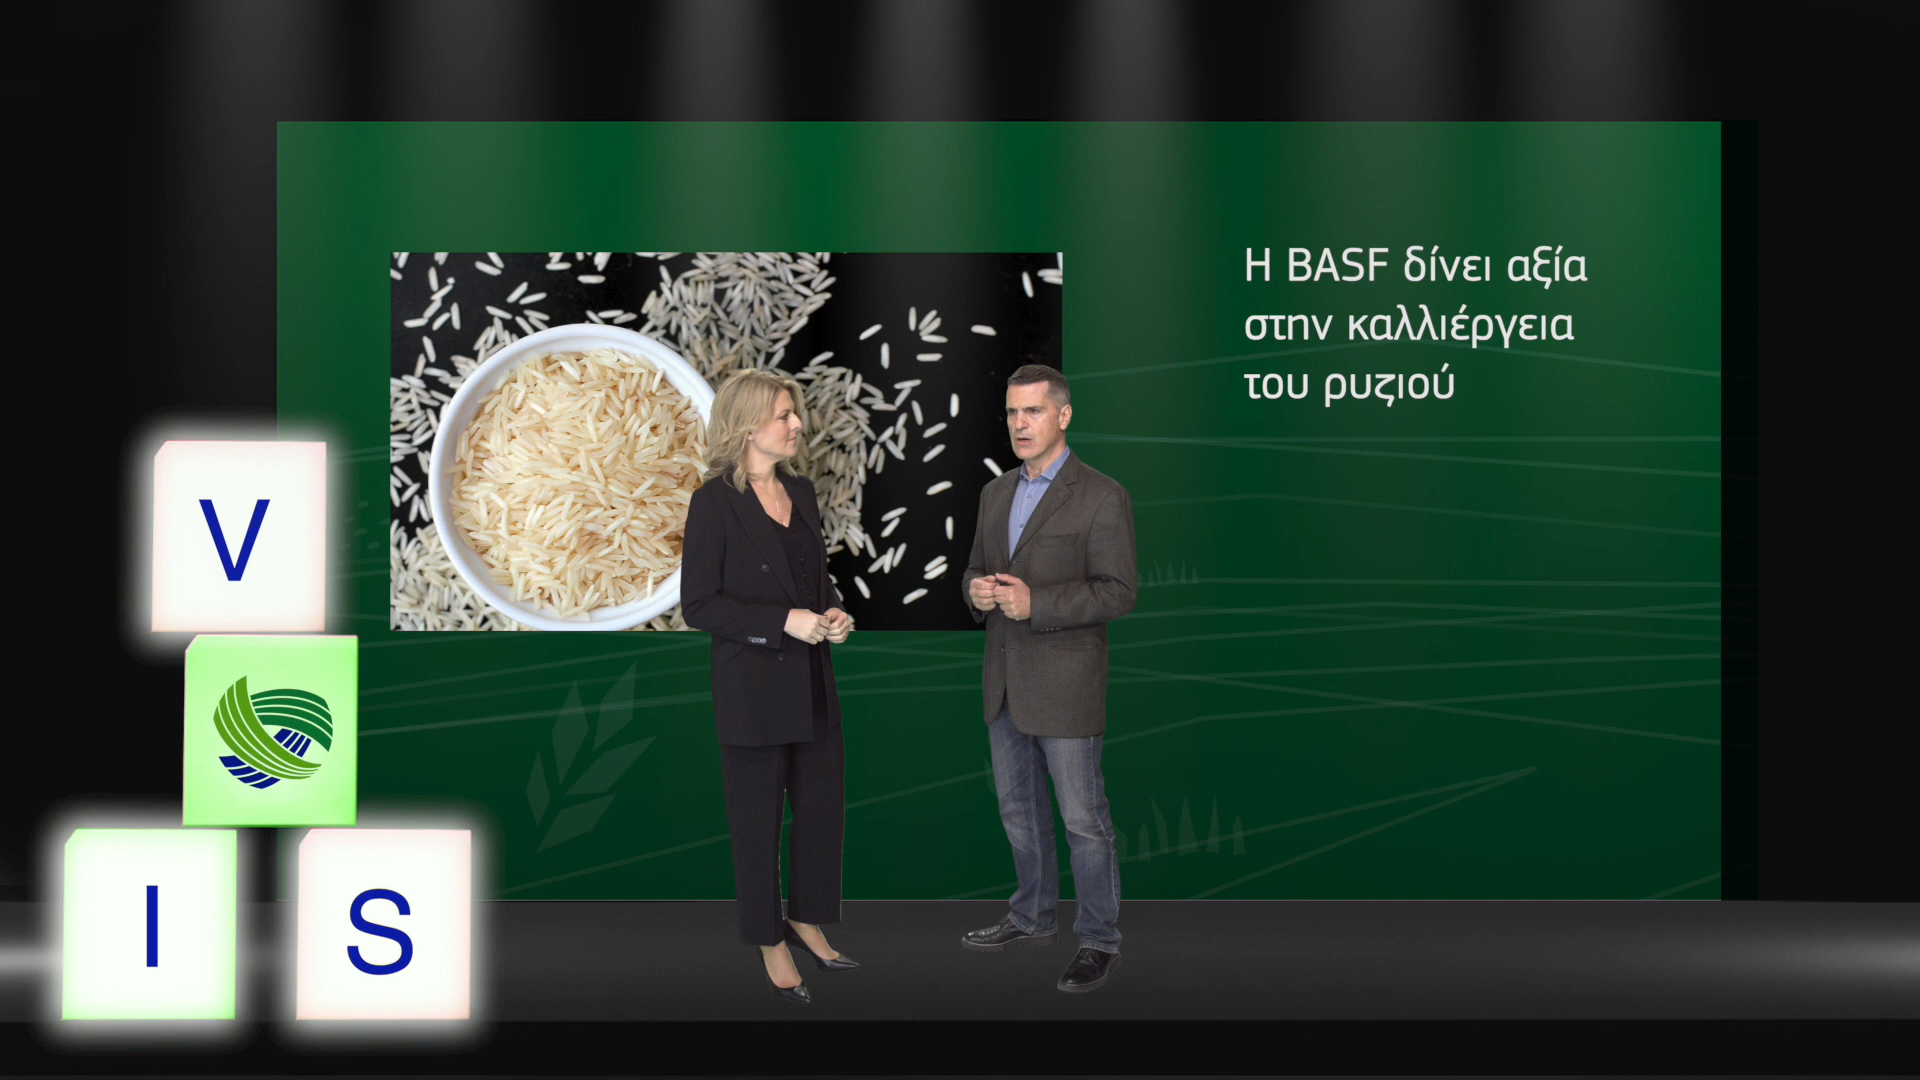 Η BASF δίνει αξία
στην καλλιέργεια
του ρυζιού
V
I S